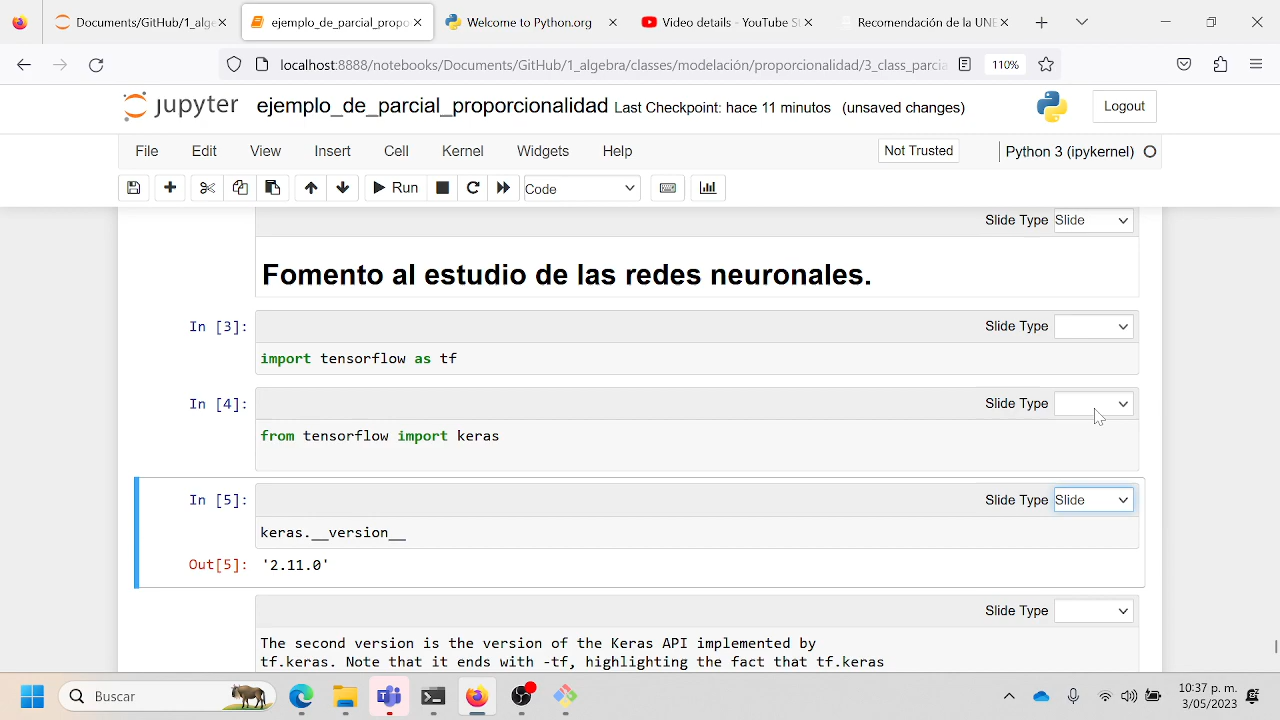 Documents/GitHub/1_alge
ejemplo_de_parcial_propo
Welcome to Python.org
Video details - YouTube S
Recomendación de la UNE
localhost:8888/notebooks/Documents/GitHub/1_algebra/classes/modelación/proporcionalidad/3_class_parcia
110%
jupyter ejemplo_de_parcial_proporcionalidad Last Checkpoint: hace 11 minutos (unsaved changes)
Logout
File Edit View Insert Cell Kernel Widgets Help
Not Trusted
Python 3 (ipykernel)
Run
Code
Slide Type Slide
Fomento al estudio de las redes neuronales.
In [3]:
Slide Type
import tensorflow as tf
In [4]:
Slide Type
from tensorflow import keras
In [5]:
Slide Type Slide
keras.__version__
Out[5]: '2.11.0'
Slide Type
The second version is the version of the Keras API implemented by
tf.keras. Note that it ends with -tf, highlighting the fact that tf.keras
Buscar
10:37 p. m.
3/05/2023